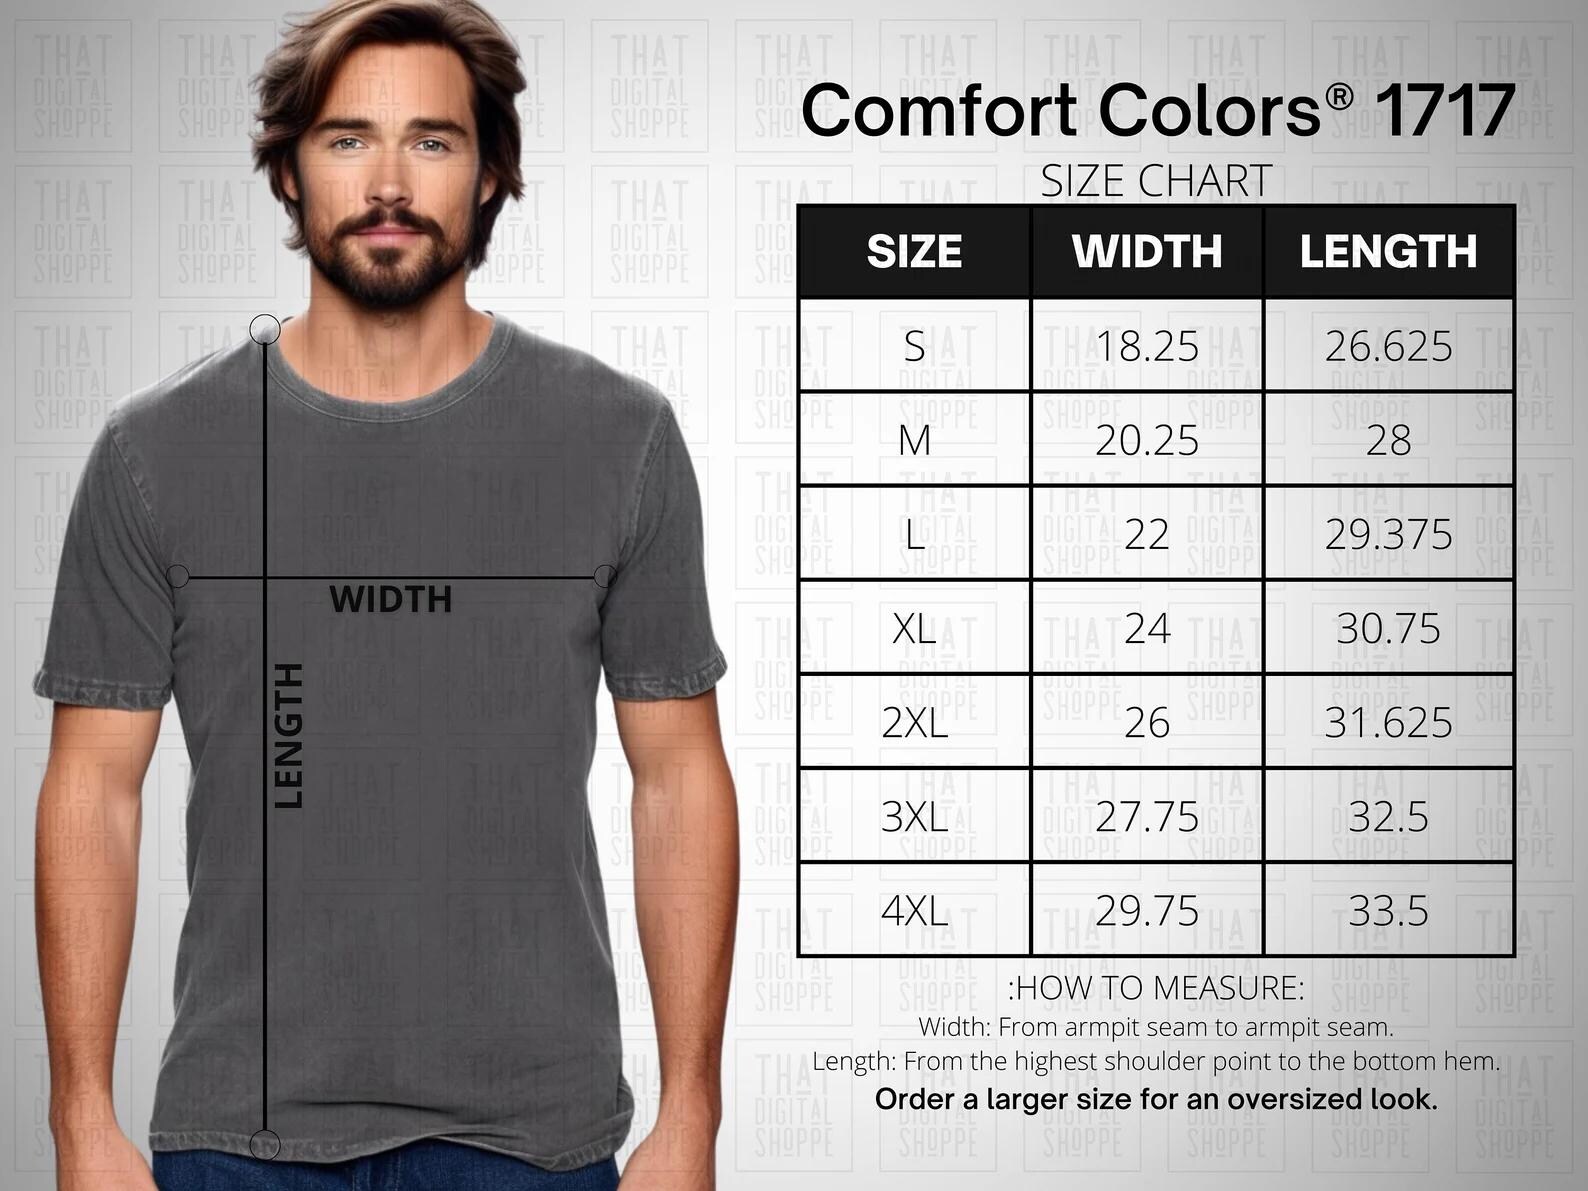 Comfort Colors® 1717
SIZE CHART
SIZE WIDTH LENGTH
S 18.25 26.625
M 20.25 28
L 22 29.375
XL 24 30.75
2XL 26 31.625
3XL 27.75 32.5
4XL 29.75 33.5
:HOW TO MEASURE:
Width: From armpit seam to armpit seam.
Length: From the highest shoulder point to the bottom hem.
Order a larger size for an oversized look.
WIDTH
LENGTH
THAT
DIGITAL
SHOPPE